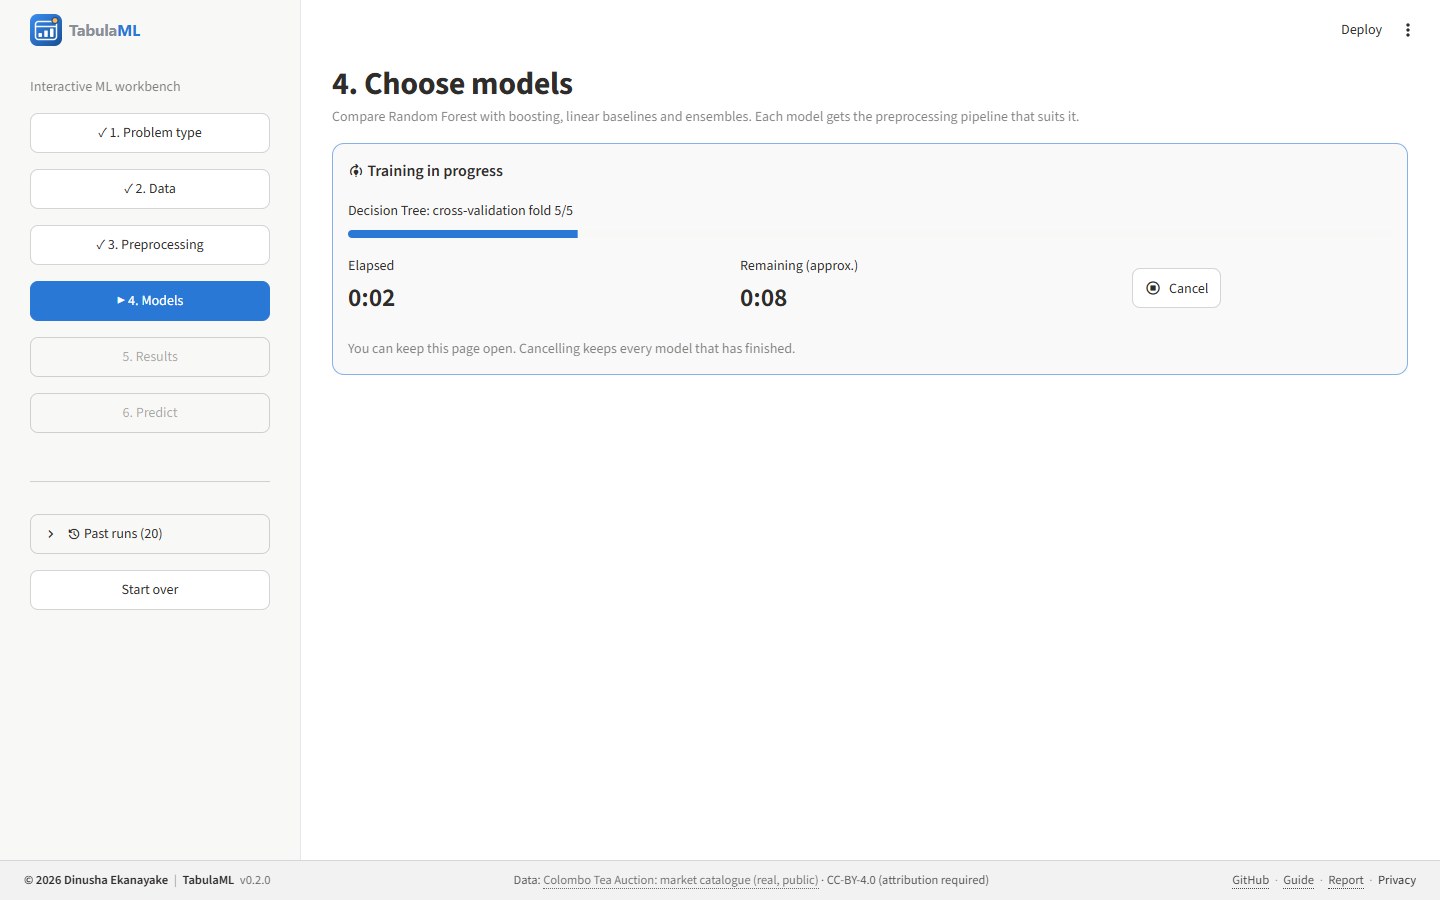 TabulaML
Deploy
Interactive ML workbench
✓ 1. Problem type
✓ 2. Data
✓ 3. Preprocessing
▶ 4. Models
5. Results
6. Predict
Past runs (20)
Start over
4. Choose models
Compare Random Forest with boosting, linear baselines and ensembles. Each model gets the preprocessing pipeline that suits it.
Training in progress
Decision Tree: cross-validation fold 5/5
Elapsed
0:02
Remaining (approx.)
0:08
Cancel
You can keep this page open. Cancelling keeps every model that has finished.
© 2026 Dinusha Ekanayake | TabulaML v0.2.0
Data: Colombo Tea Auction: market catalogue (real, public) · CC-BY-4.0 (attribution required)
GitHub · Guide · Report · Privacy